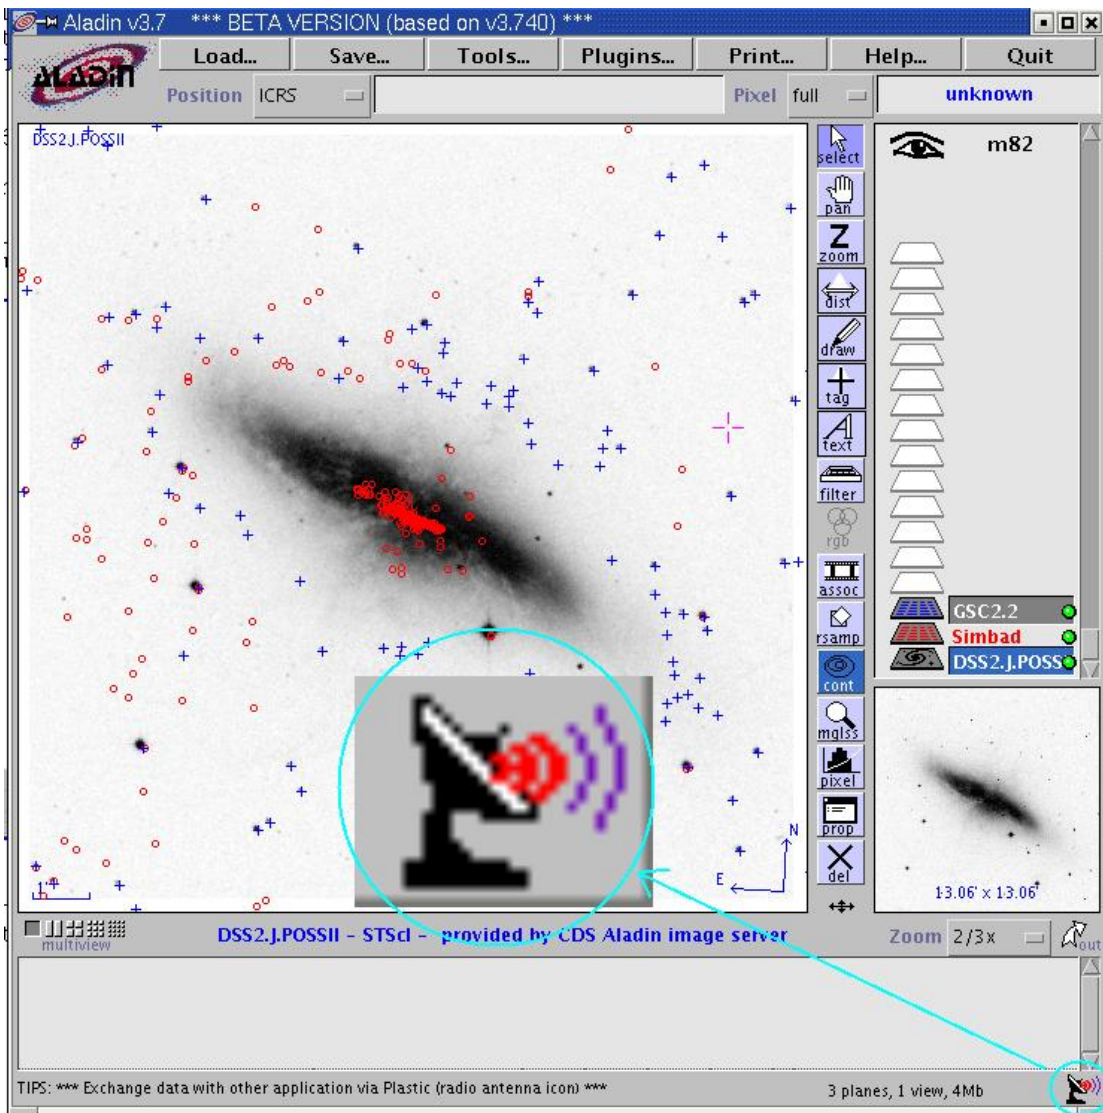 Aladin v3.7 *** BETA VERSION (based on v3.740) ***
ALADIN
Load... Save... Tools... Plugins... Print... Help... Quit
Position ICRS Pixel full unknown
DSS2.J.POSSII
select
pan
Z
zoom
dist
draw
tag
A
text
filter
rgb
assoc
rsamp
cont
mglss
pixel
prop
del
m82
GSC2.2
Simbad
DSS2.J.POSS
1'
N
E
13.06' x 13.06'
multiview
DSS2.J.POSSII - STScI - provided by CDS Aladin image server
Zoom 2/3x
out
TIPS: *** Exchange data with other application via Plastic (radio antenna icon) ***
3 planes, 1 view, 4Mb